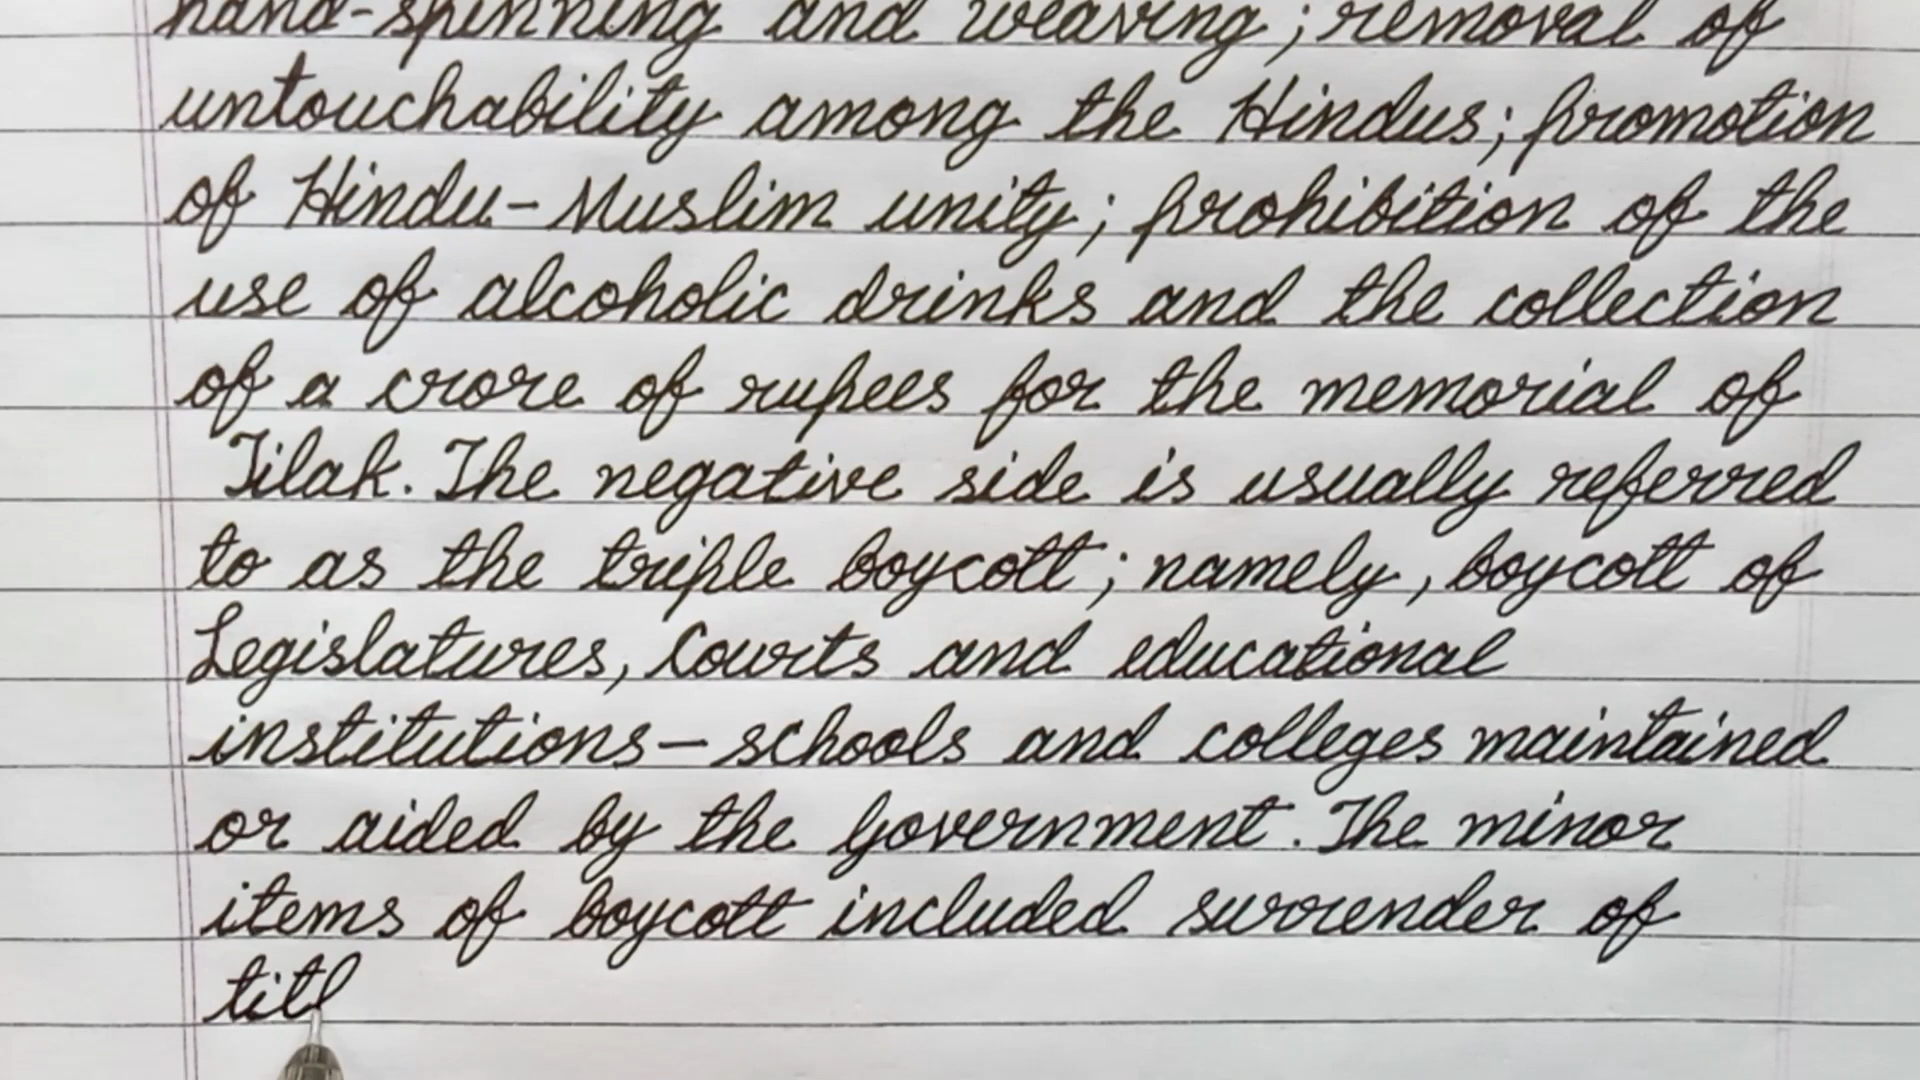 hand-spinning and weaving; removal of
untouchability among the Hindus; promotion
of Hindu-Muslim unity; prohibition of the
use of alcoholic drinks and the collection
of a crore of rupees for the memorial of
Tilak. The negative side is usually referred
to as the triple boycott; namely, boycott of
Legislatures, Courts and educational
institutions — schools and colleges maintained
or aided by the Government. The minor
items of boycott included surrender of
titl